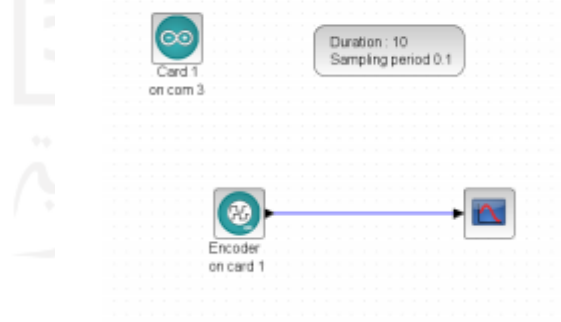 Card 1
on com 3
Duration : 10
Sampling period 0.1
Encoder
on card 1